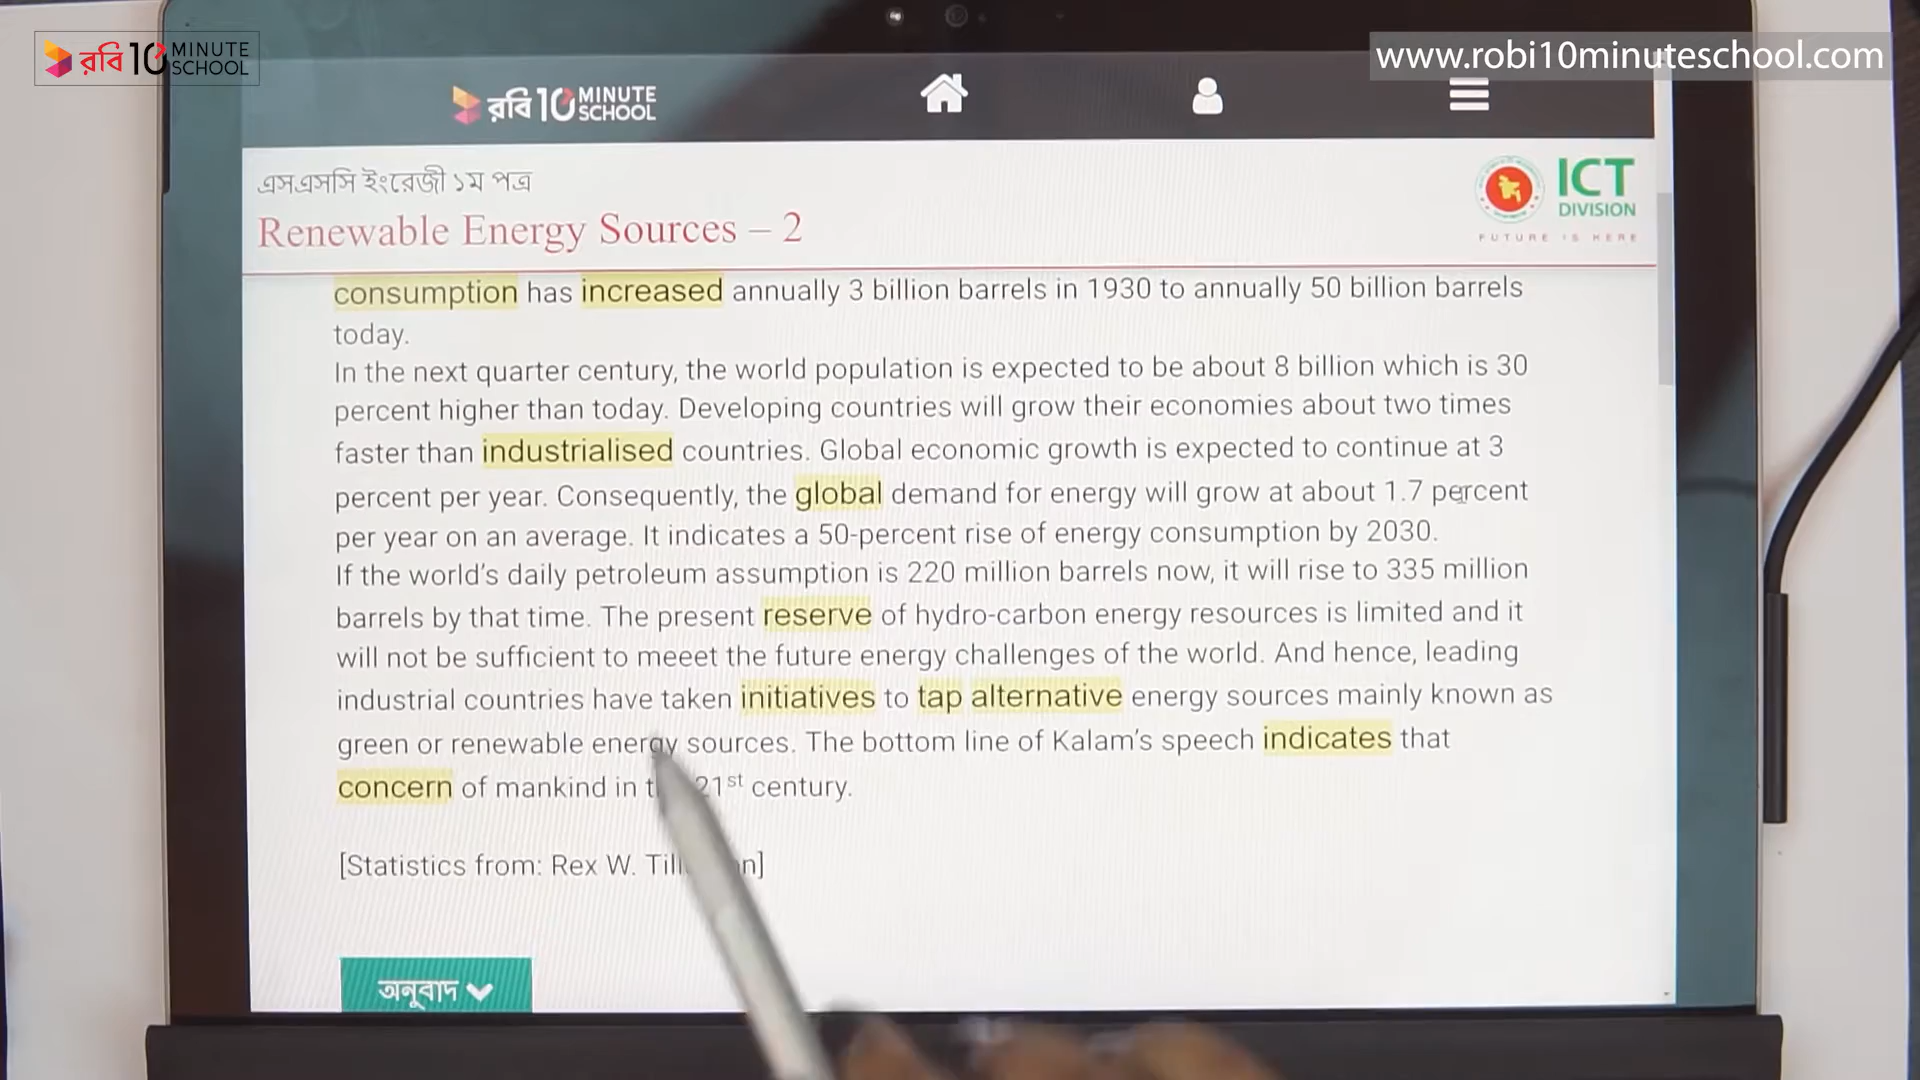 রবি 10 MINUTE SCHOOL
www.robi10minuteschool.com
রবি 10 MINUTE SCHOOL
এসএসসি ইংরেজী ১ম পত্র
Renewable Energy Sources – 2
ICT
DIVISION
FUTURE IS HERE
consumption has increased annually 3 billion barrels in 1930 to annually 50 billion barrels
today.
In the next quarter century, the world population is expected to be about 8 billion which is 30
percent higher than today. Developing countries will grow their economies about two times
faster than industrialised countries. Global economic growth is expected to continue at 3
percent per year. Consequently, the global demand for energy will grow at about 1.7 percent
per year on an average. It indicates a 50-percent rise of energy consumption by 2030.
If the world's daily petroleum assumption is 220 million barrels now, it will rise to 335 million
barrels by that time. The present reserve of hydro-carbon energy resources is limited and it
will not be sufficient to meeet the future energy challenges of the world. And hence, leading
industrial countries have taken initiatives to tap alternative energy sources mainly known as
green or renewable energy sources. The bottom line of Kalam's speech indicates that
concern of mankind in 21st century.
[Statistics from: Rex W.
অনুবাদ